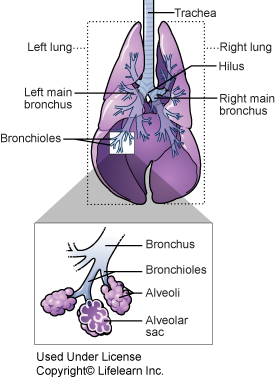 Trachea
Left lung
Right lung
Hilus
Left main
bronchus
Right main
bronchus
Bronchioles
Bronchus
Bronchioles
Alveoli
Alveolar
sac
Used Under License
Copyright© Lifelearn Inc.